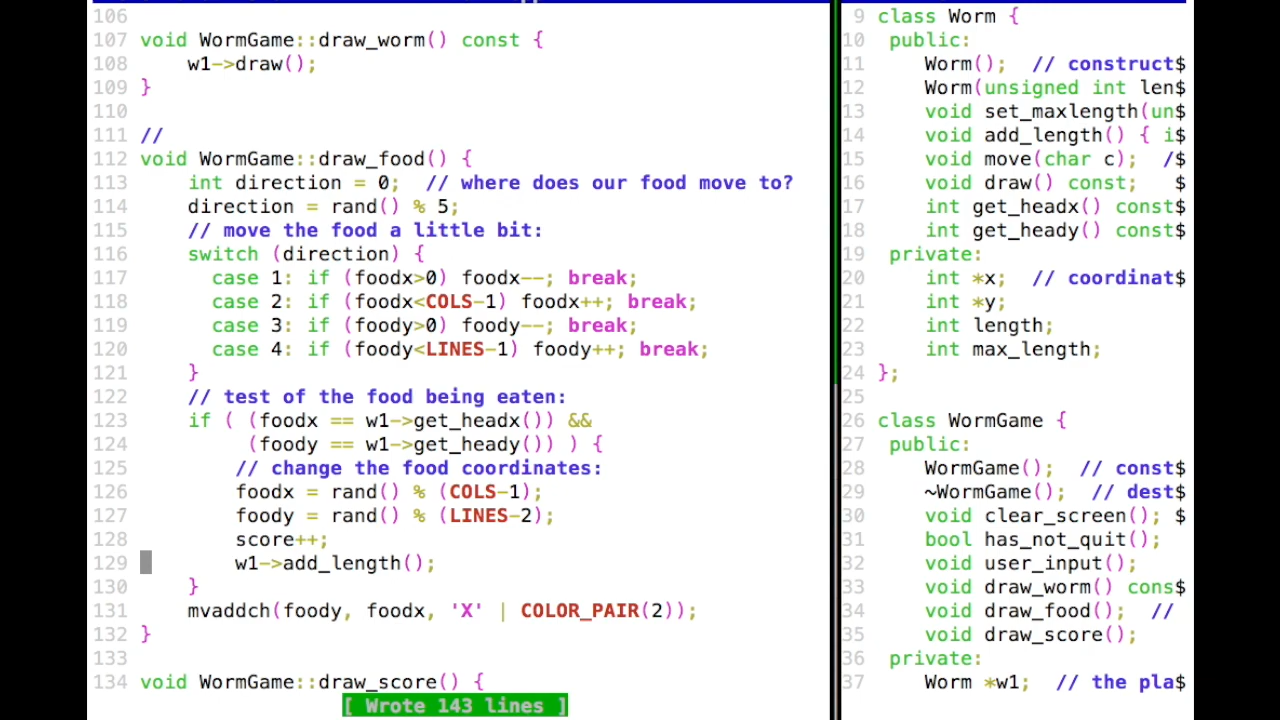 106
107 void WormGame::draw_worm() const {
108     w1->draw();
109 }
110
111 //
112 void WormGame::draw_food() {
113     int direction = 0;  // where does our food move to?
114     direction = rand() % 5;
115     // move the food a little bit:
116     switch (direction) {
117       case 1: if (foodx>0) foodx--; break;
118       case 2: if (foodx<COLS-1) foodx++; break;
119       case 3: if (foody>0) foody--; break;
120       case 4: if (foody<LINES-1) foody++; break;
121     }
122     // test of the food being eaten:
123     if ( (foodx == w1->get_headx()) &&
124          (foody == w1->get_heady()) ) {
125         // change the food coordinates:
126         foodx = rand() % (COLS-1);
127         foody = rand() % (LINES-2);
128         score++;
129         w1->add_length();
130     }
131     mvaddch(foody, foodx, 'X' | COLOR_PAIR(2));
132 }
133
134 void WormGame::draw_score() {
[ Wrote 143 lines ]
9 class Worm {
10  public:
11     Worm();  // construct$
12     Worm(unsigned int len$
13     void set_maxlength(un$
14     void add_length() { i$
15     void move(char c);  /$
16     void draw() const;   $
17     int get_headx() const$
18     int get_heady() const$
19  private:
20     int *x;  // coordinat$
21     int *y;
22     int length;
23     int max_length;
24 };
25
26 class WormGame {
27  public:
28     WormGame();  // const$
29     ~WormGame();  // dest$
30     void clear_screen(); $
31     bool has_not_quit();
32     void user_input();
33     void draw_worm() cons$
34     void draw_food();  //
35     void draw_score();
36  private:
37     Worm *w1;  // the pla$